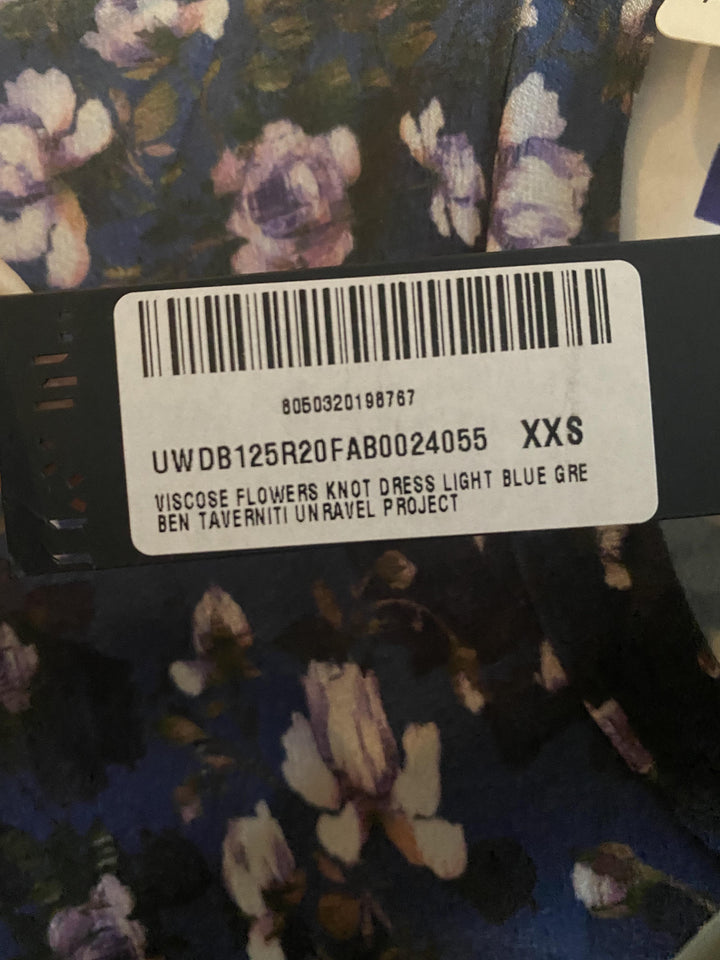 8050320198767
UWDB125R20FAB0024055 XXS
VISCOSE FLOWERS KNOT DRESS LIGHT BLUE GRE
BEN TAVERNITI UNRAVEL PROJECT